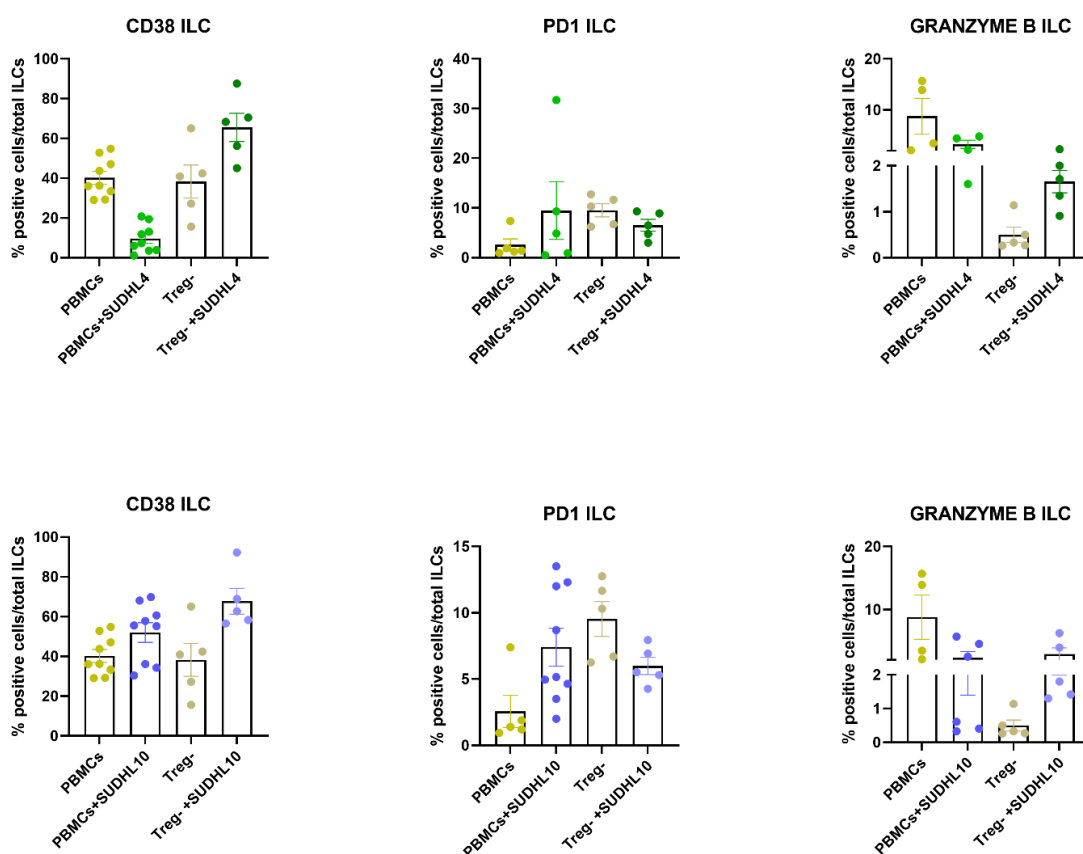 CD38 ILC
% positive cells/total ILCs
100
80
60
40
20
0
PBMCs
PBMCs+SUDHL4
Treg-
Treg- +SUDHL4
PD1 ILC
% positive cells/total ILCs
40
30
20
10
0
PBMCs
PBMCs+SUDHL4
Treg-
Treg- +SUDHL4
GRANZYME B ILC
% positive cells/total ILCs
20
10
2
1
0
PBMCs
PBMCs+SUDHL4
Treg-
Treg- +SUDHL4
CD38 ILC
% positive cells/total ILCs
100
80
60
40
20
0
PBMCs
PBMCs+SUDHL10
Treg-
Treg- +SUDHL10
PD1 ILC
% positive cells/total ILCs
15
10
5
0
PBMCs
PBMCs+SUDHL10
Treg-
Treg- +SUDHL10
GRANZYME B ILC
% positive cells/total ILCs
20
10
2
1
0
PBMCs
PBMCs+SUDHL10
Treg-
Treg- +SUDHL10